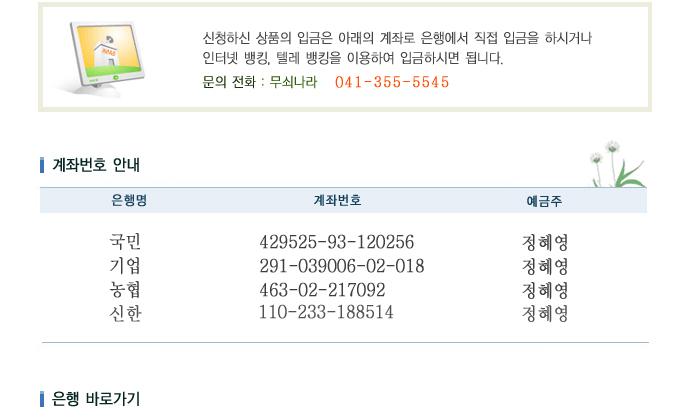 신청하신 상품의 입금은 아래의 계좌로 은행에서 직접 입금을 하시거나
인터넷 뱅킹, 텔레 뱅킹을 이용하여 입금하시면 됩니다.
문의 전화 : 무쇠나라 041-355-5545
계좌번호 안내
은행명 계좌번호 예금주
국민 429525-93-120256 정혜영
기업 291-039006-02-018 정혜영
농협 463-02-217092 정혜영
신한 110-233-188514 정혜영
은행 바로가기